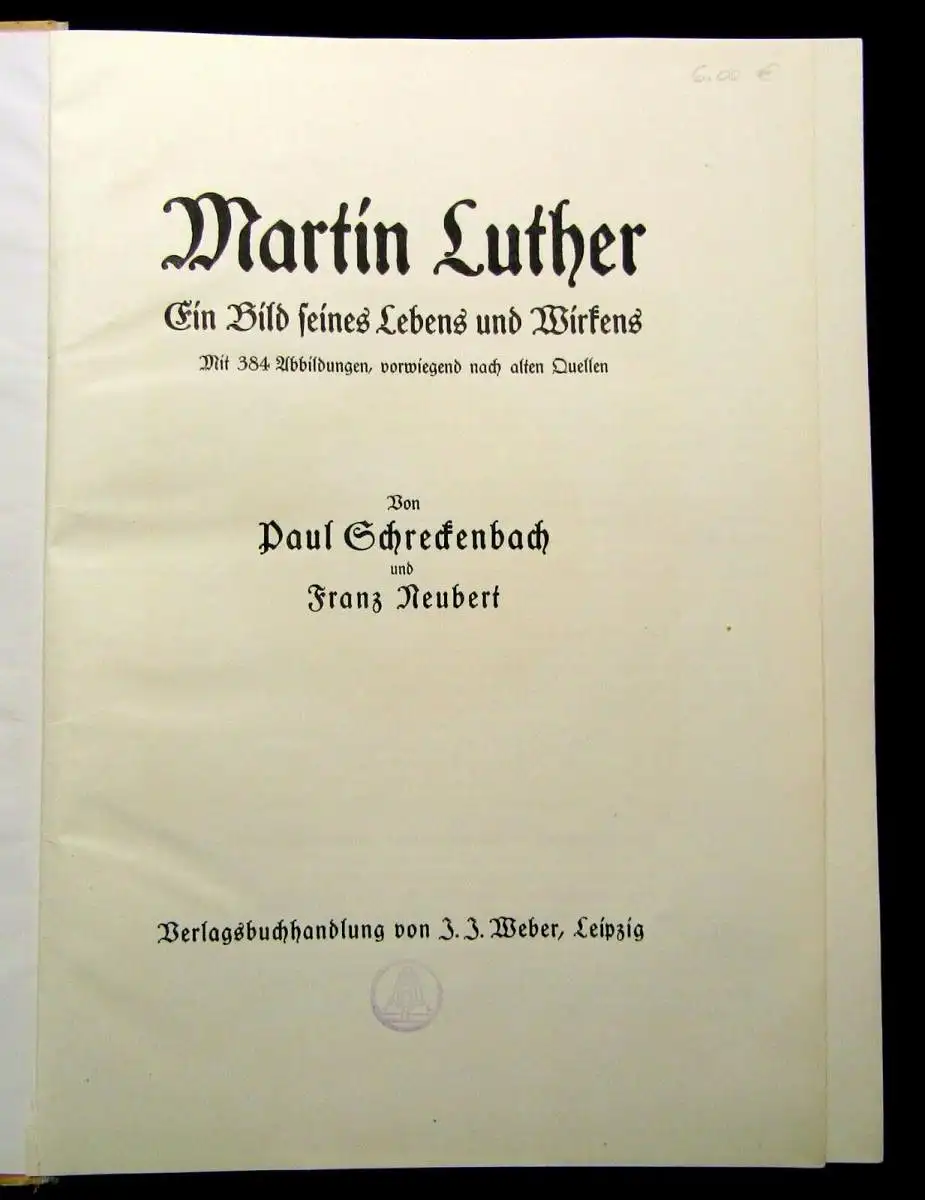 6.00 €
Martin Luther
Ein Bild seines Lebens und Wirkens
Mit 384 Abbildungen, vorwiegend nach alten Quellen
Von
Paul Schreckenbach
und
Franz Neubert
Verlagsbuchhandlung von J. J. Weber, Leipzig